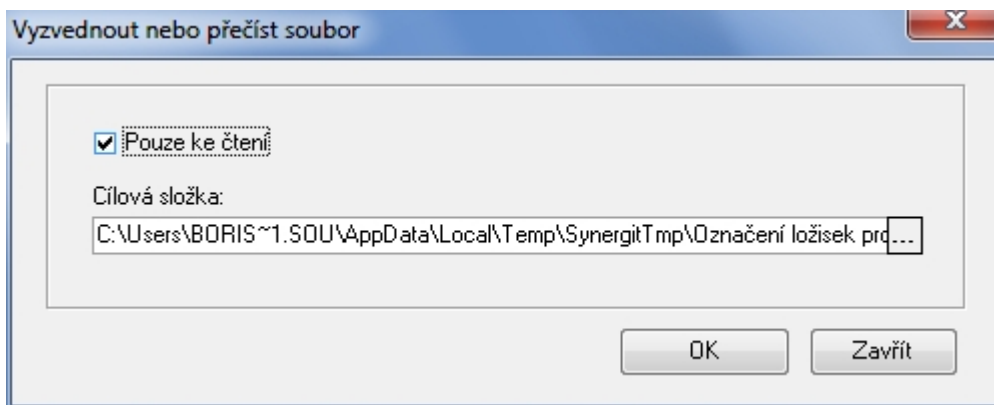 Vyzvednout nebo přečíst soubor
Pouze ke čtení
Cílová složka:
C:\Users\BORIS~1.SOU\AppData\Local\Temp\SynergitTmp\Označení ložisek pro
...
OK
Zavřít